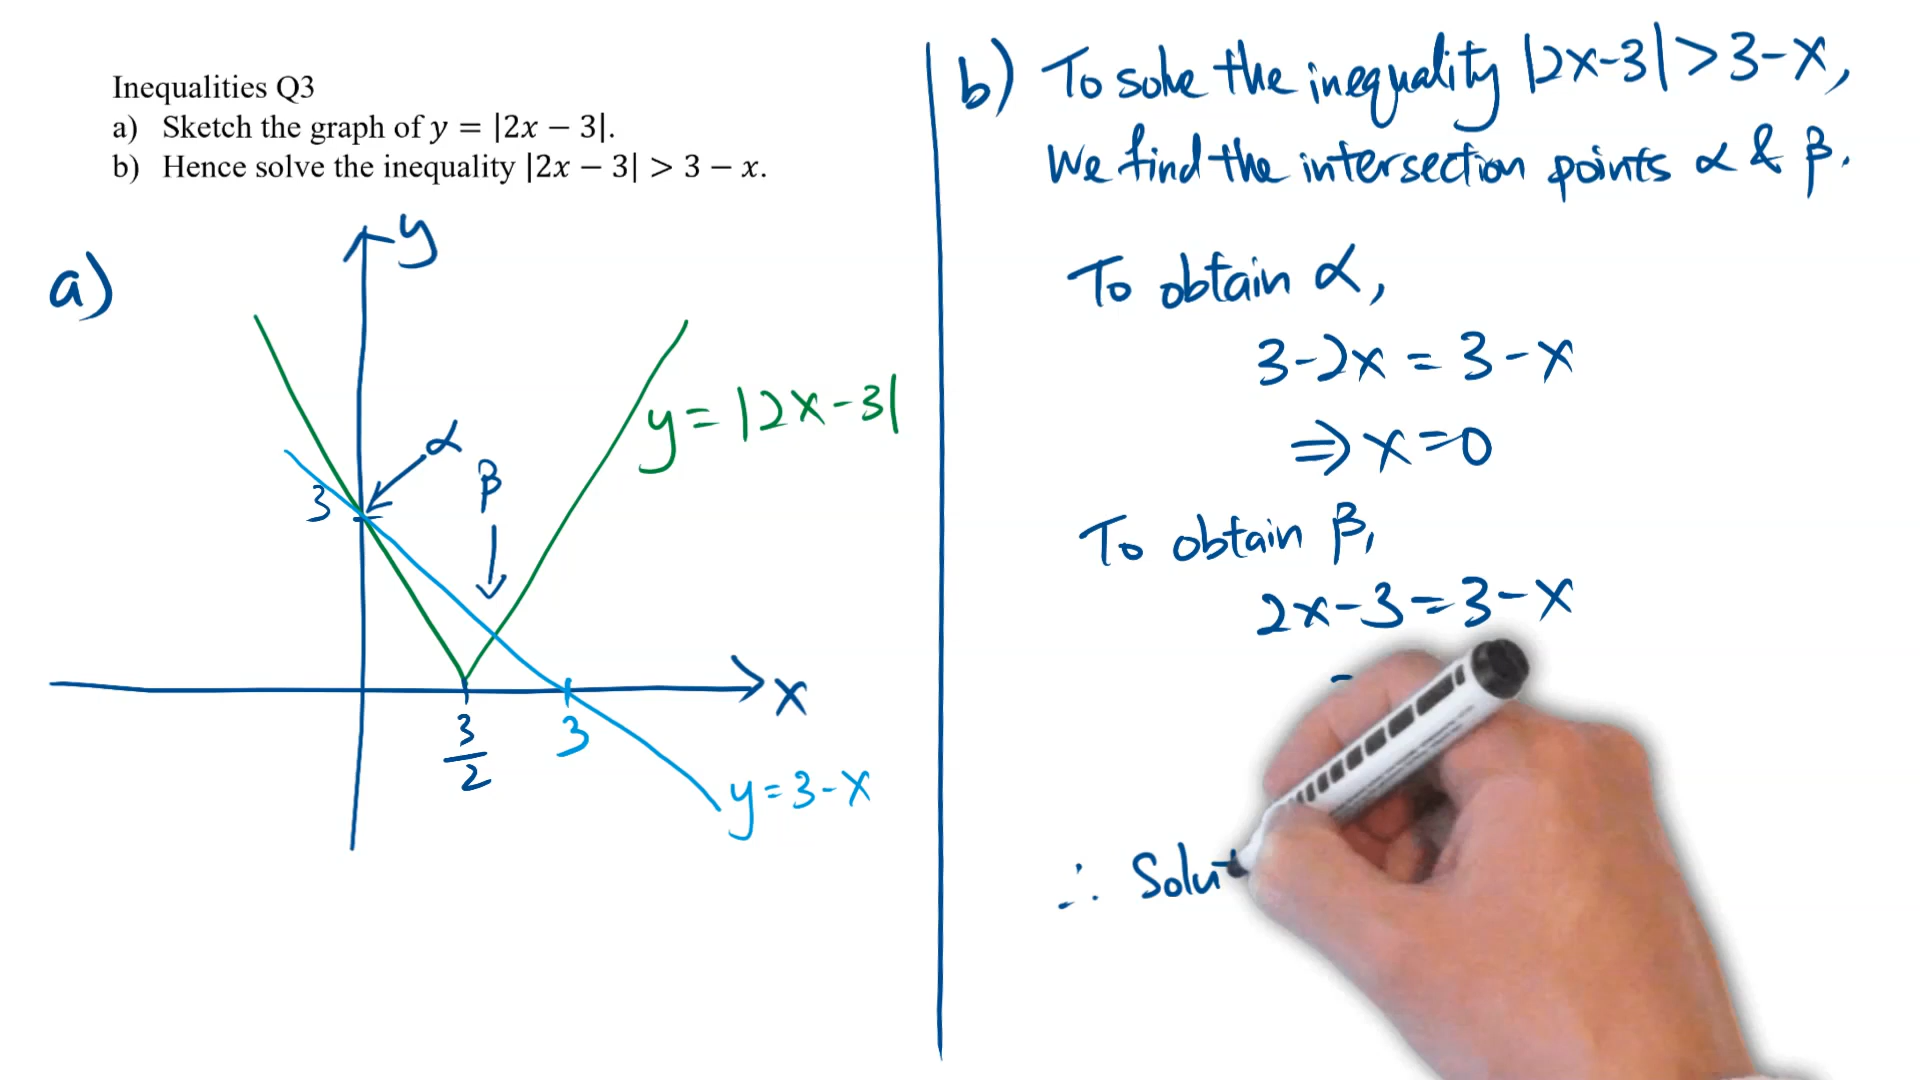 Inequalities Q3
a) Sketch the graph of y = |2x − 3|.
b) Hence solve the inequality |2x − 3| > 3 − x.
a)
y
α
β
3
y = |2x-3|
x
3/2
3
y=3-x
b) To solve the inequality |2x-3| > 3-x,
We find the intersection points α & β.
To obtain α,
3-2x = 3-x
⇒ x=0
To obtain β,
2x-3=3-x
∴